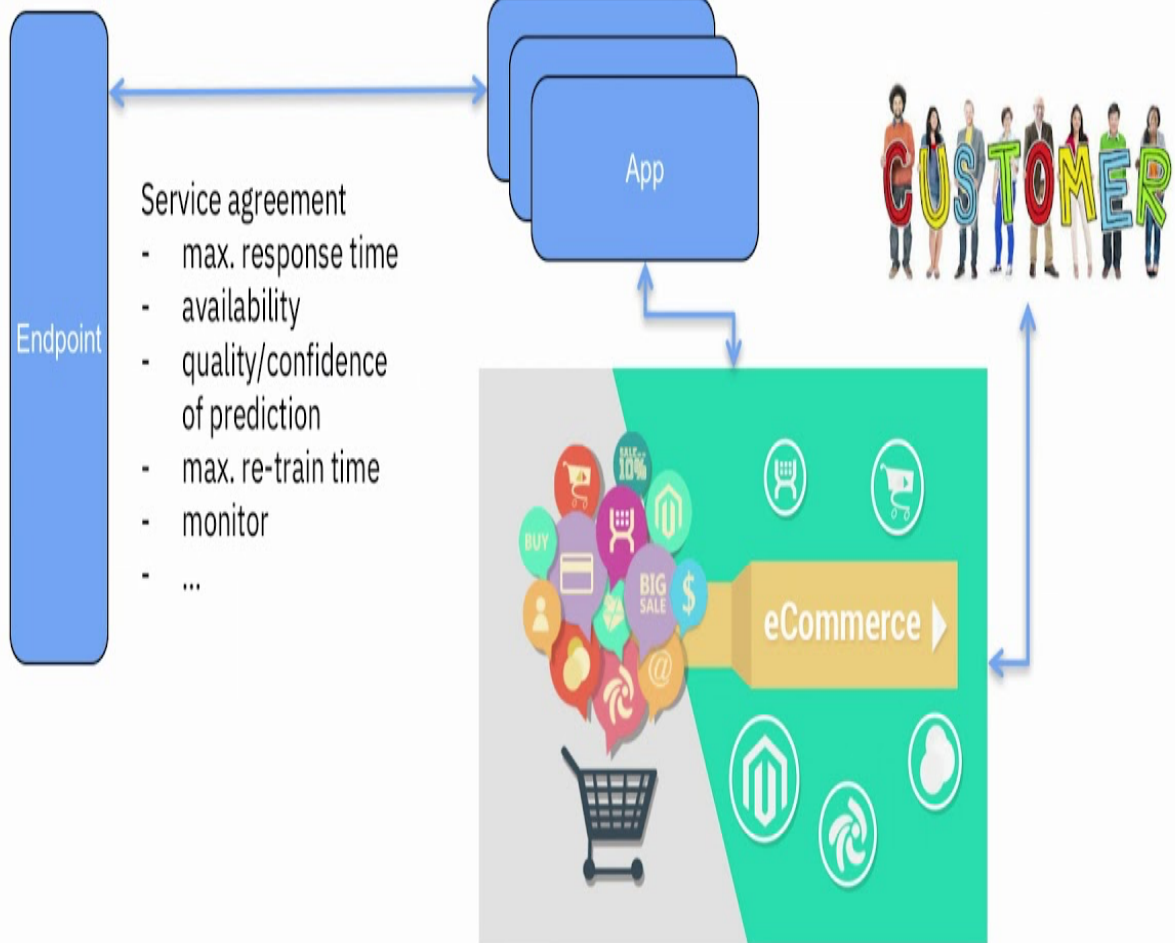 Endpoint
Service agreement
- max. response time
- availability
- quality/confidence
of prediction
- max. re-train time
- monitor
- ...
App
CUSTOMER
SALE
10%
BUY
BIG
SALE
$
@
eCommerce